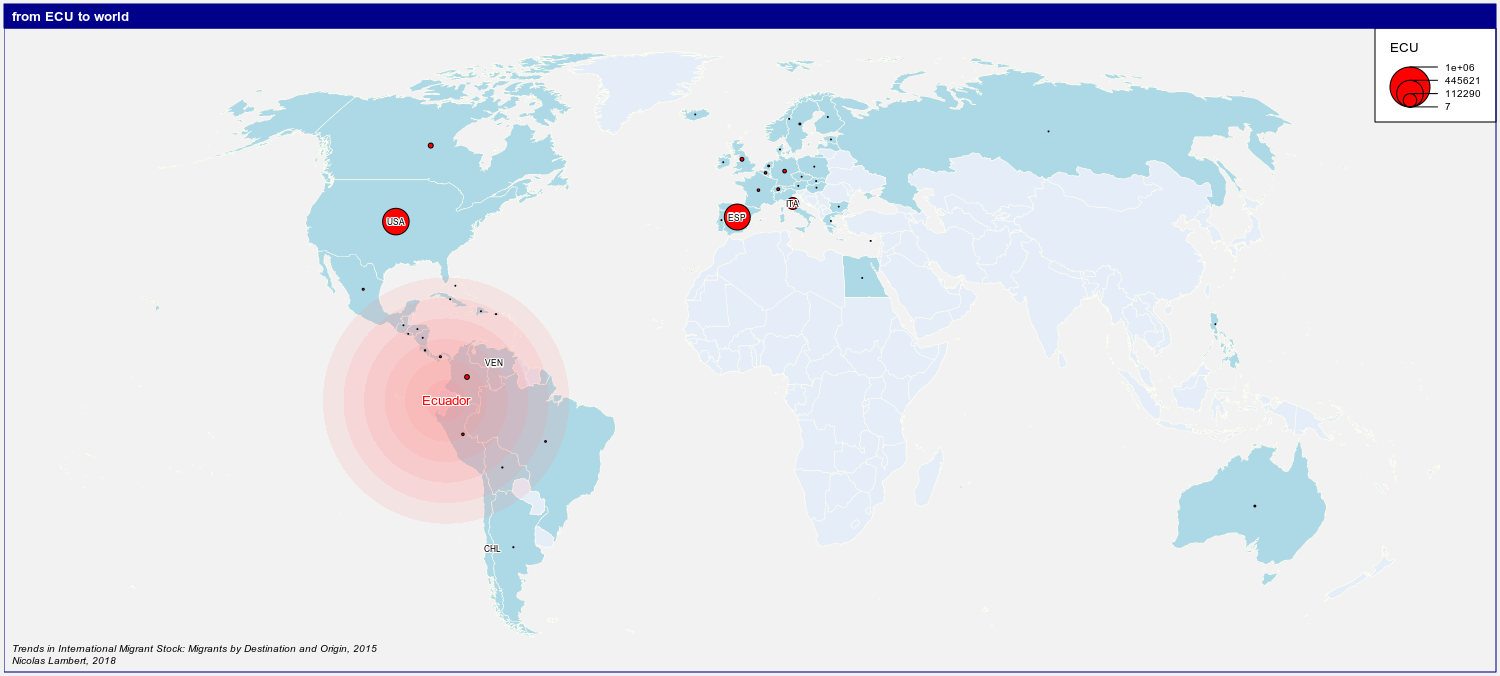 from ECU to world
ECU
1e+06
445621
112290
7
USA
ESP
ITA
VEN
Ecuador
CHL
Trends in International Migrant Stock: Migrants by Destination and Origin, 2015
Nicolas Lambert, 2018